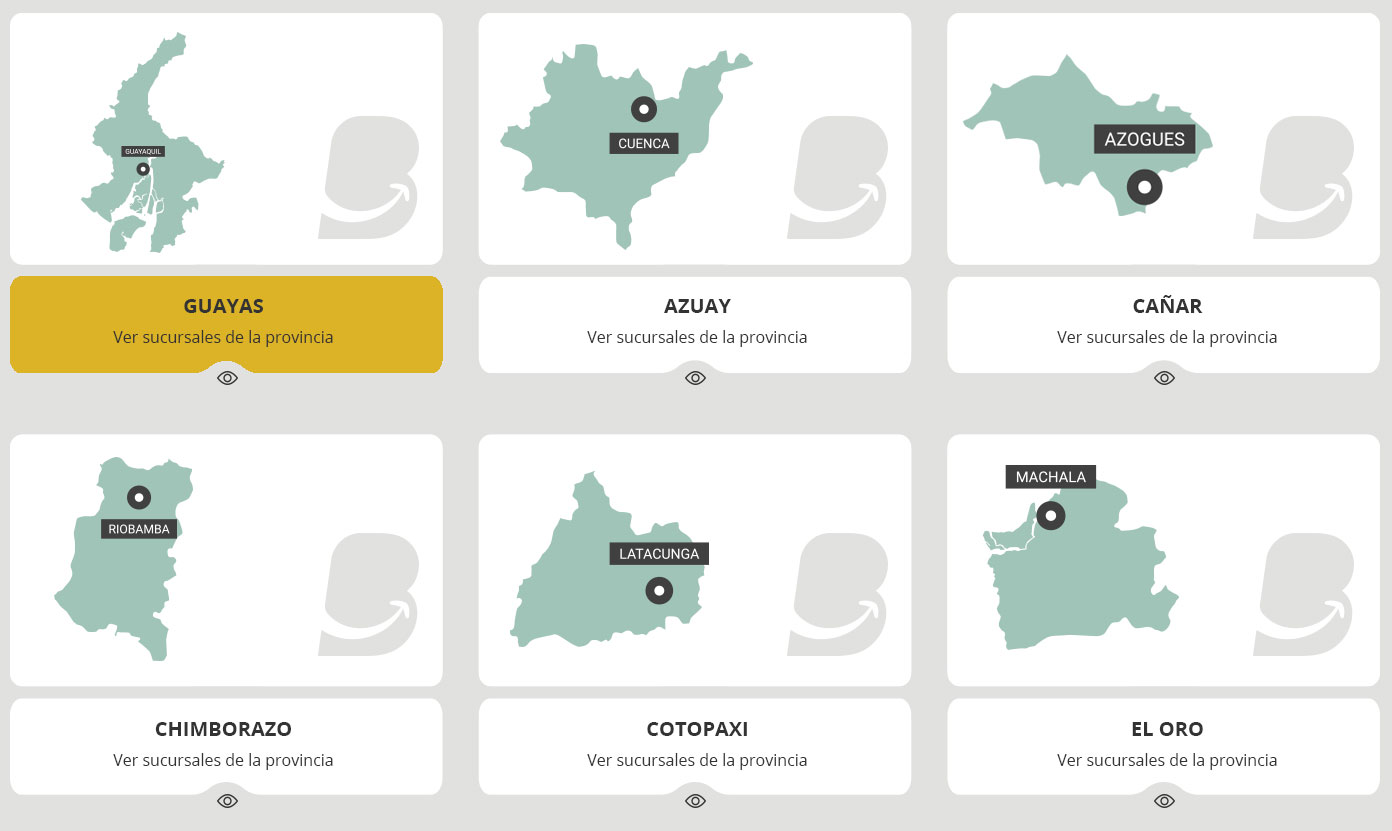 GUAYAQUIL
GUAYAS
Ver sucursales de la provincia
CUENCA
AZUAY
Ver sucursales de la provincia
AZOGUES
CAÑAR
Ver sucursales de la provincia
RIOBAMBA
CHIMBORAZO
Ver sucursales de la provincia
LATACUNGA
COTOPAXI
Ver sucursales de la provincia
MACHALA
EL ORO
Ver sucursales de la provincia